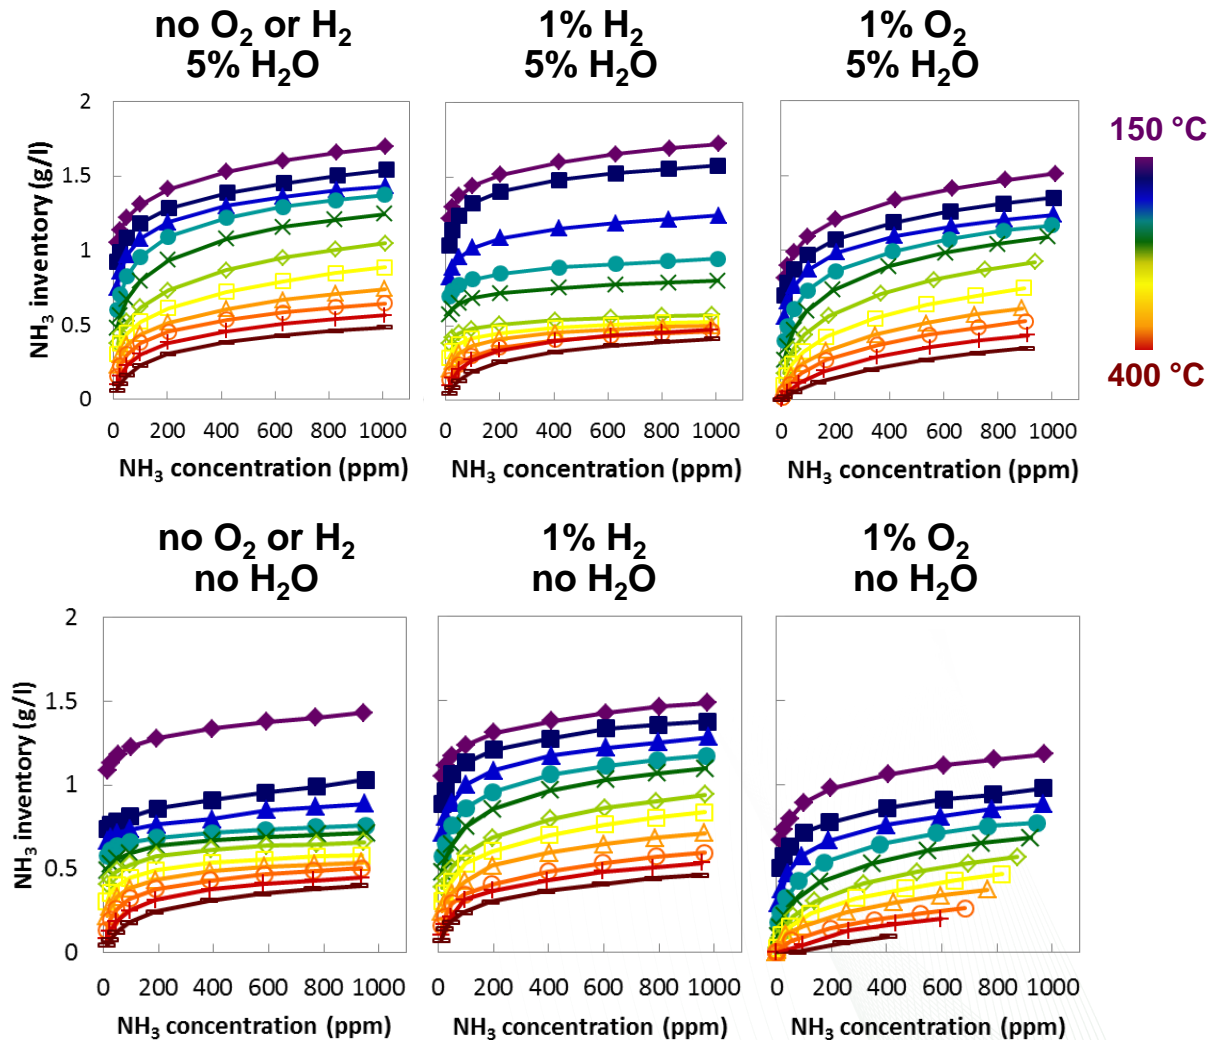 no O₂ or H₂
5% H₂O
1% H₂
5% H₂O
1% O₂
5% H₂O
NH₃ inventory (g/l)
2
1.5
1
0.5
0
0 200 400 600 800 1000
0 200 400 600 800 1000
0 200 400 600 800 1000
NH₃ concentration (ppm)
NH₃ concentration (ppm)
NH₃ concentration (ppm)
150 °C
400 °C
no O₂ or H₂
no H₂O
1% H₂
no H₂O
1% O₂
no H₂O
NH₃ inventory (g/l)
2
1.5
1
0.5
0
0 200 400 600 800 1000
0 200 400 600 800 1000
0 200 400 600 800 1000
NH₃ concentration (ppm)
NH₃ concentration (ppm)
NH₃ concentration (ppm)